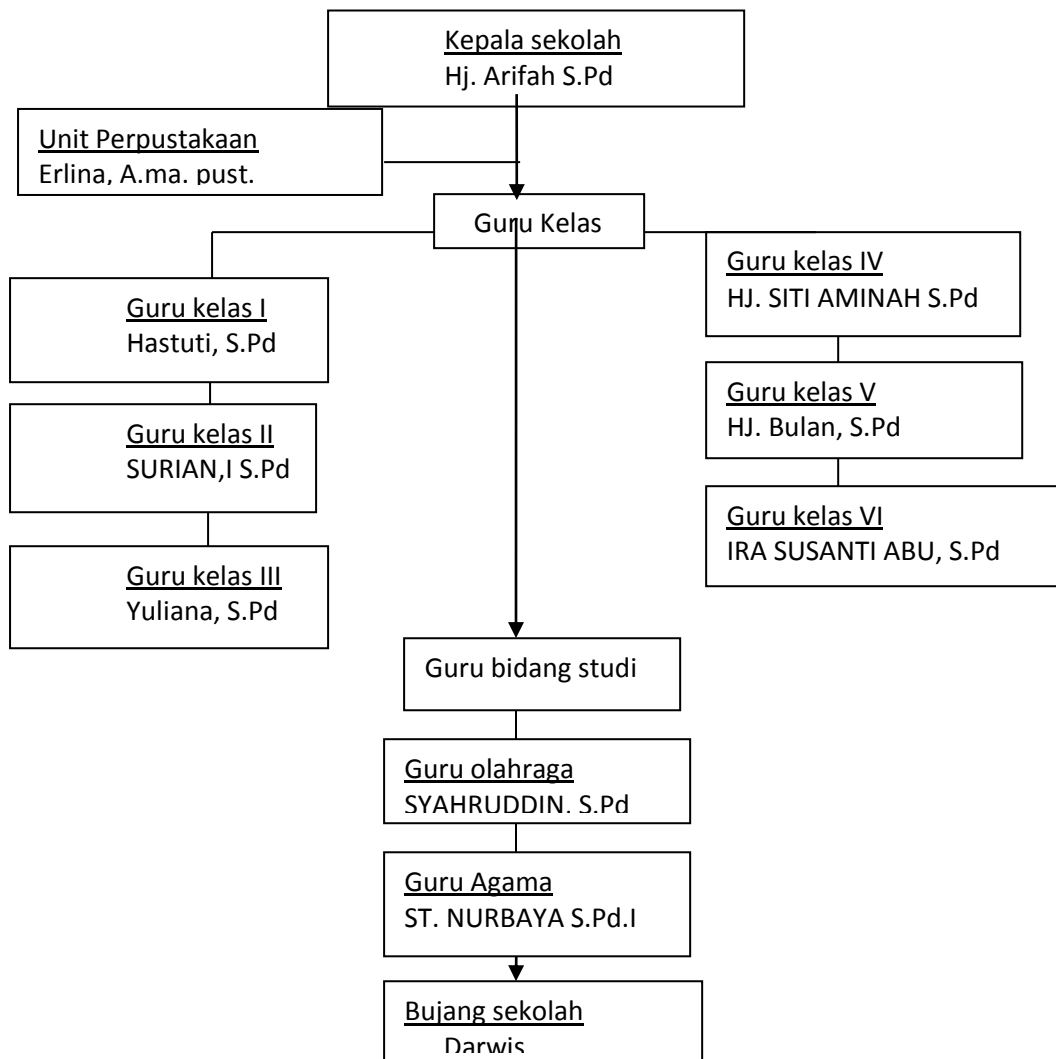 Kepala sekolah
Hj. Arifah S.Pd
Unit Perpustakaan
Erlina, A.ma. pust.
Guru Kelas
Guru kelas I
Hastuti, S.Pd
Guru kelas II
SURIAN,I S.Pd
Guru kelas III
Yuliana, S.Pd
Guru kelas IV
HJ. SITI AMINAH S.Pd
Guru kelas V
HJ. Bulan, S.Pd
Guru kelas VI
IRA SUSANTI ABU, S.Pd
Guru bidang studi
Guru olahraga
SYAHRUDDIN. S.Pd
Guru Agama
ST. NURBAYA S.Pd.I
Bujang sekolah
Darwis